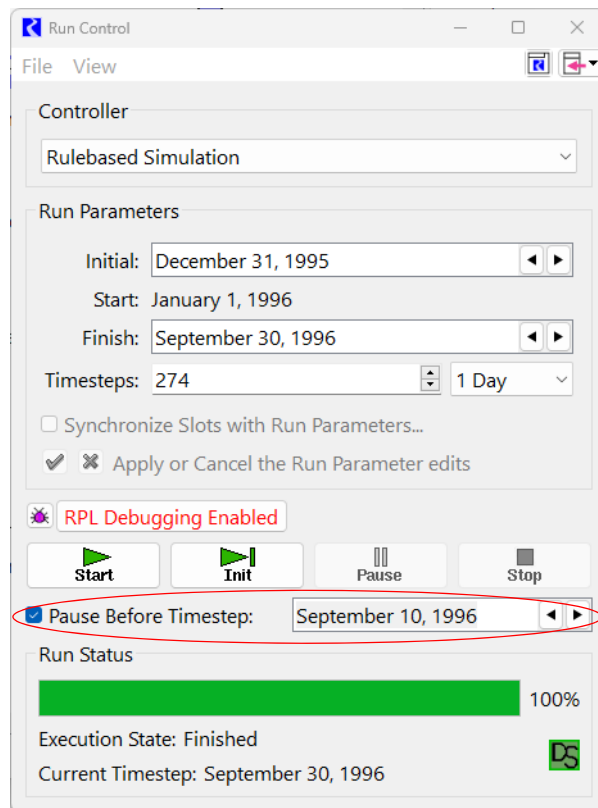 Run Control
File View
Controller
Rulebased Simulation
Run Parameters
Initial: December 31, 1995
Start: January 1, 1996
Finish: September 30, 1996
Timesteps: 274 1 Day
Synchronize Slots with Run Parameters...
Apply or Cancel the Run Parameter edits
RPL Debugging Enabled
Start Init Pause Stop
Pause Before Timestep: September 10, 1996
Run Status
100%
Execution State: Finished
DS
Current Timestep: September 30, 1996